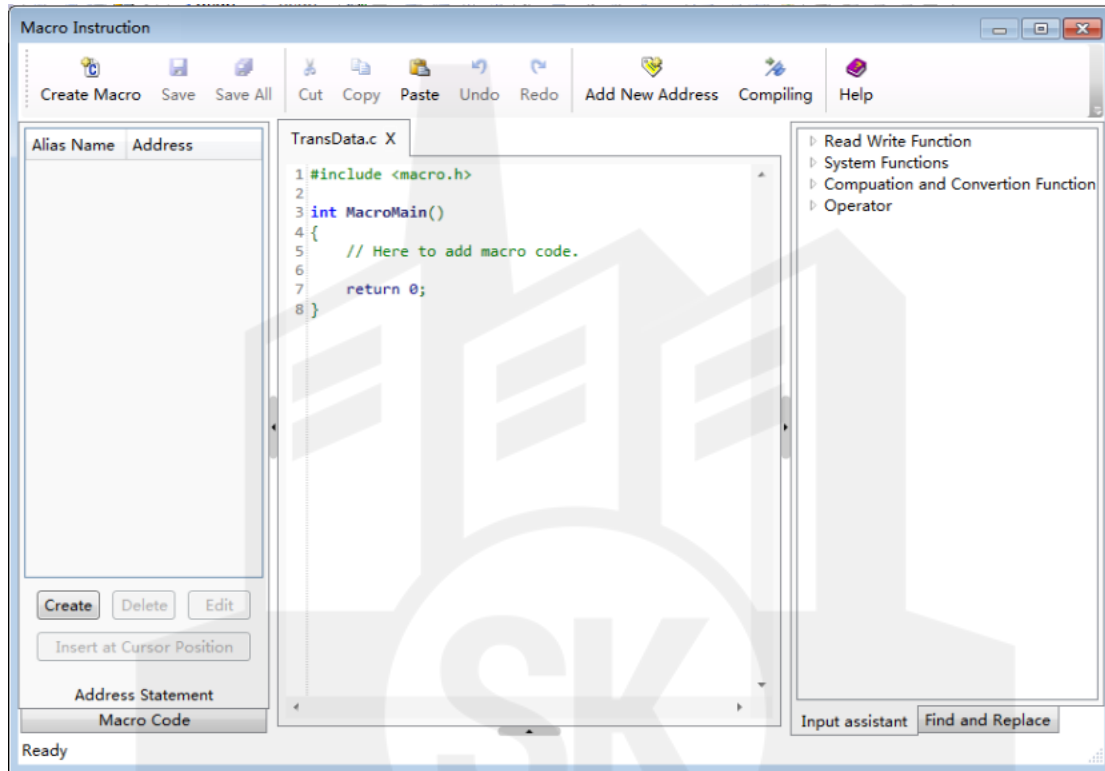 Macro Instruction
Create Macro Save Save All Cut Copy Paste Undo Redo Add New Address Compiling Help
Alias Name Address
TransData.c X
1 #include <macro.h>
2
3 int MacroMain()
4 {
5 // Here to add macro code.
6
7 return 0;
8 }
Read Write Function
System Functions
Compuation and Convertion Function
Operator
Create Delete Edit
Insert at Cursor Position
Address Statement
Macro Code
Input assistant Find and Replace
Ready
SK